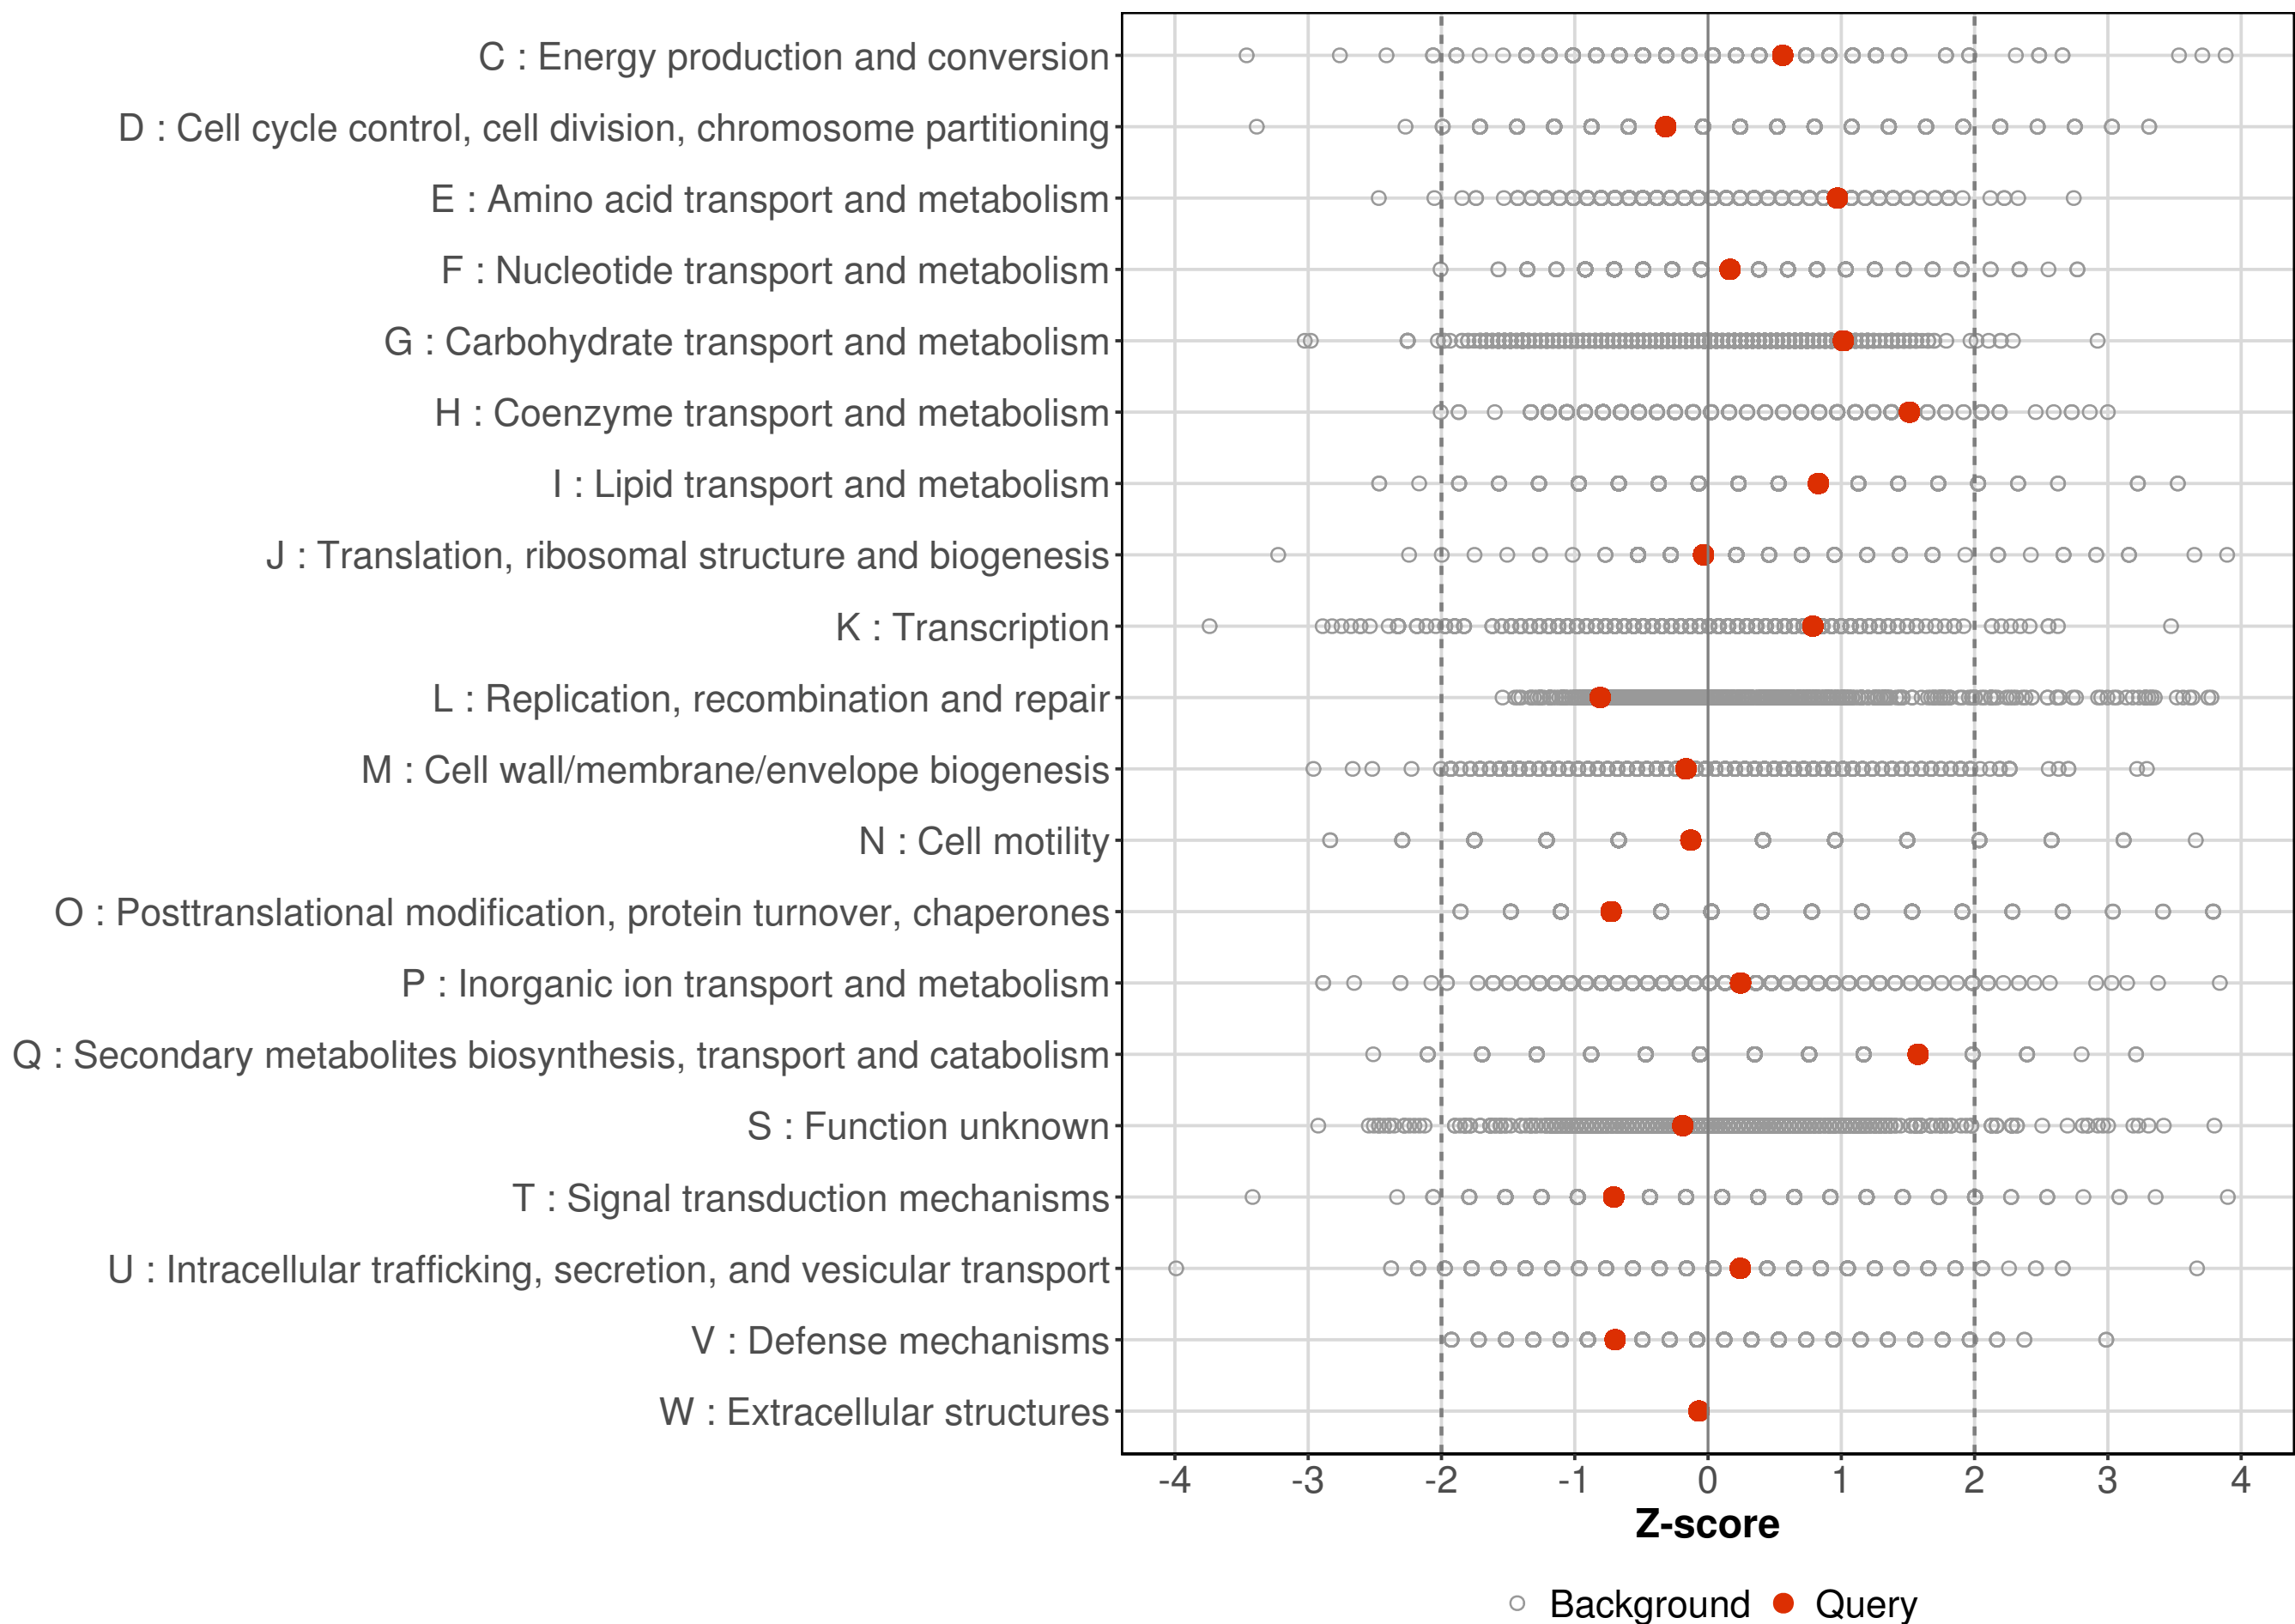 C : Energy production and conversion
D : Cell cycle control, cell division, chromosome partitioning
E : Amino acid transport and metabolism
F : Nucleotide transport and metabolism
G : Carbohydrate transport and metabolism
H : Coenzyme transport and metabolism
I : Lipid transport and metabolism
J : Translation, ribosomal structure and biogenesis
K : Transcription
L : Replication, recombination and repair
M : Cell wall/membrane/envelope biogenesis
N : Cell motility
O : Posttranslational modification, protein turnover, chaperones
P : Inorganic ion transport and metabolism
Q : Secondary metabolites biosynthesis, transport and catabolism
S : Function unknown
T : Signal transduction mechanisms
U : Intracellular trafficking, secretion, and vesicular transport
V : Defense mechanisms
W : Extracellular structures
-4 -3 -2 -1 0 1 2 3 4
Z-score
Background Query